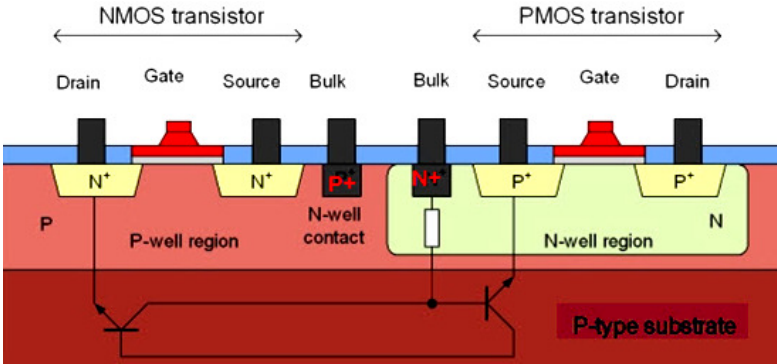 NMOS transistor
PMOS transistor
Drain
Gate
Source
Bulk
Bulk
Source
Gate
Drain
N+
N+
P+
N+
P+
P+
P
P-well region
N-well
contact
N-well region
N
P-type substrate